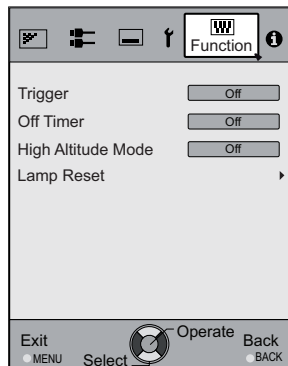 Function
Trigger Off
Off Timer Off
High Altitude Mode Off
Lamp Reset
Exit Operate Back
MENU Select BACK